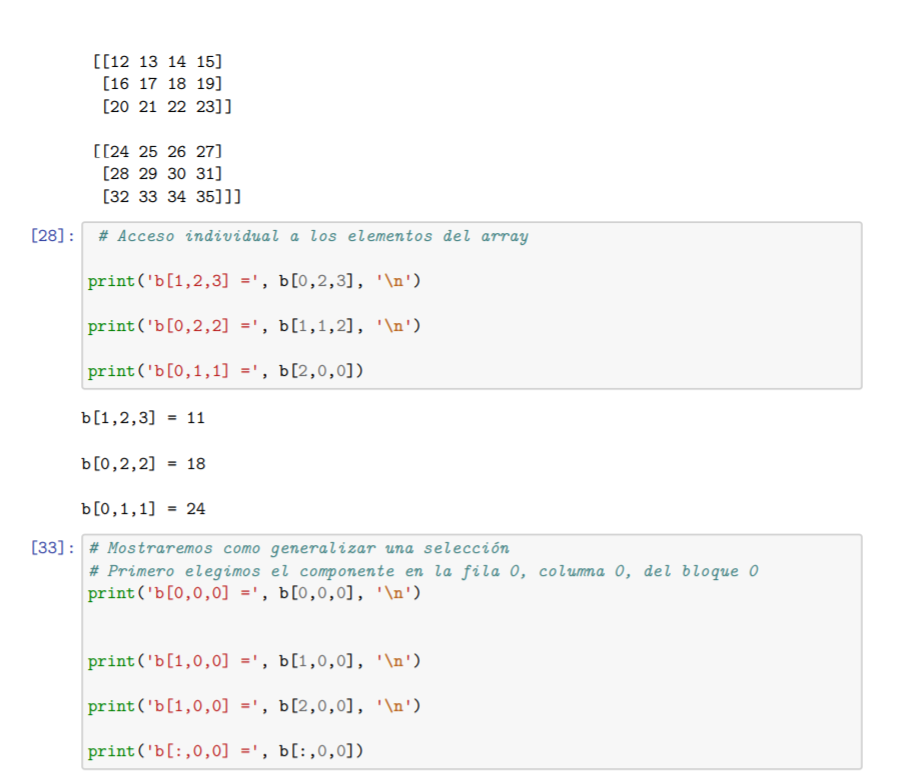 [[12 13 14 15]
[16 17 18 19]
[20 21 22 23]]
[[24 25 26 27]
[28 29 30 31]
[32 33 34 35]]]
[28]: # Acceso individual a los elementos del array
print('b[1,2,3] =', b[0,2,3], '\n')
print('b[0,2,2] =', b[1,1,2], '\n')
print('b[0,1,1] =', b[2,0,0])
b[1,2,3] = 11
b[0,2,2] = 18
b[0,1,1] = 24
[33]: # Mostraremos como generalizar una selección
# Primero elegimos el componente en la fila 0, columna 0, del bloque 0
print('b[0,0,0] =', b[0,0,0], '\n')
print('b[1,0,0] =', b[1,0,0], '\n')
print('b[1,0,0] =', b[2,0,0], '\n')
print('b[:,0,0] =', b[:,0,0])